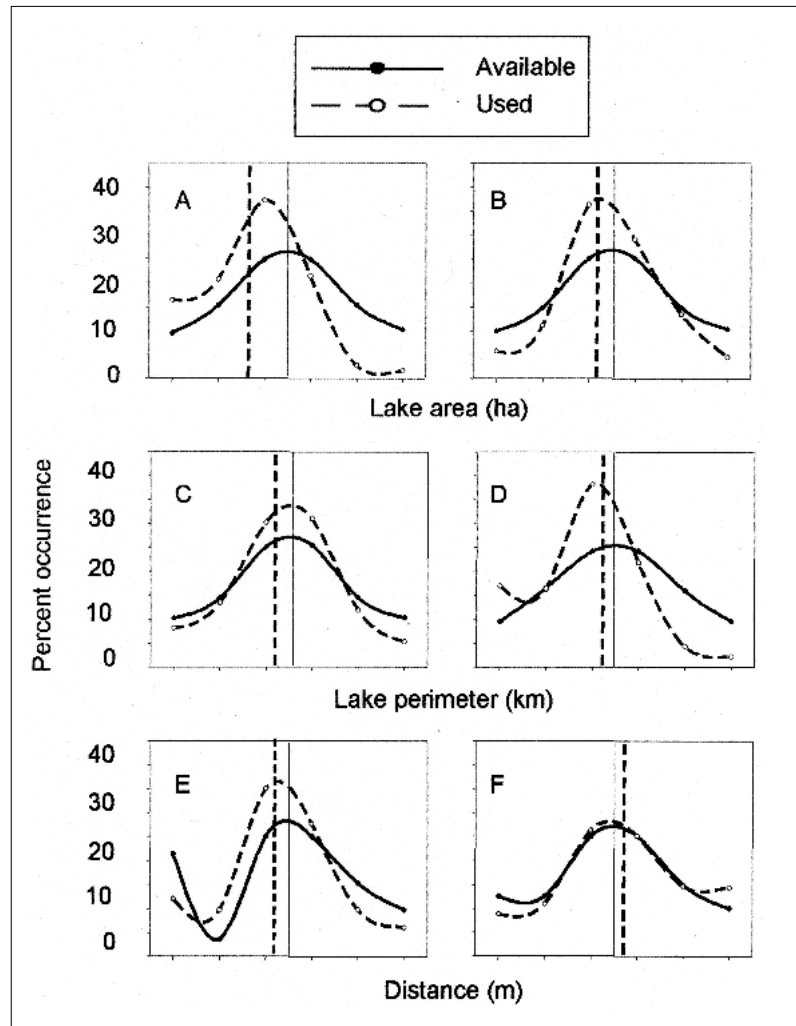 Available
Used
A
B
40
30
20
10
0
Lake area (ha)
C
D
40
30
20
10
0
Percent occurrence
Lake perimeter (km)
E
F
40
30
20
10
0
Distance (m)